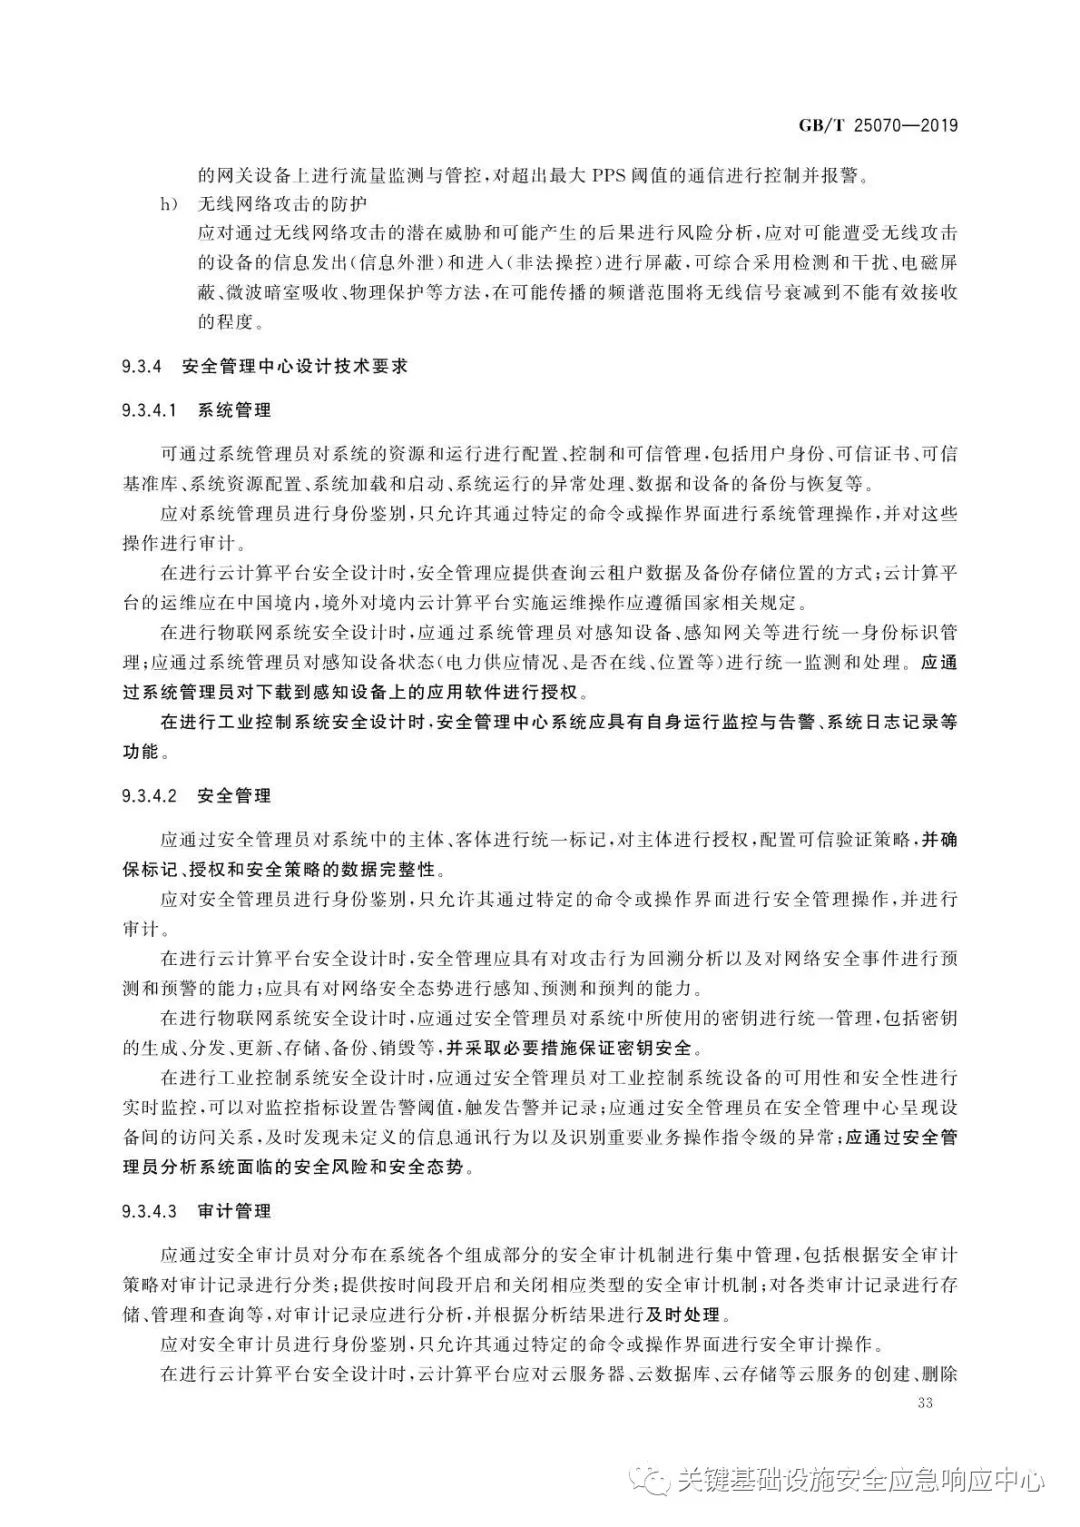 GB/T 25070—2019
的网关设备上进行流量监测与管控,对超出最大 PPS 阈值的通信进行控制并报警。
h) 无线网络攻击的防护
应对通过无线网络攻击的潜在威胁和可能产生的后果进行风险分析,应对可能遭受无线攻击
的设备的信息发出(信息外泄)和进入(非法操控)进行屏蔽,可综合采用检测和干扰、电磁屏
蔽、微波暗室吸收、物理保护等方法,在可能传播的频谱范围将无线信号衰减到不能有效接收
的程度。
9.3.4 安全管理中心设计技术要求
9.3.4.1 系统管理
可通过系统管理员对系统的资源和运行进行配置、控制和可信管理,包括用户身份、可信证书、可信
基准库、系统资源配置、系统加载和启动、系统运行的异常处理、数据和设备的备份与恢复等。
应对系统管理员进行身份鉴别,只允许其通过特定的命令或操作界面进行系统管理操作,并对这些
操作进行审计。
在进行云计算平台安全设计时,安全管理应提供查询云租户数据及备份存储位置的方式;云计算平
台的运维应在中国境内,境外对境内云计算平台实施运维操作应遵循国家相关规定。
在进行物联网系统安全设计时,应通过系统管理员对感知设备、感知网关等进行统一身份标识管
理;应通过系统管理员对感知设备状态(电力供应情况、是否在线、位置等)进行统一监测和处理。应通
过系统管理员对下载到感知设备上的应用软件进行授权。
在进行工业控制系统安全设计时,安全管理中心系统应具有自身运行监控与告警、系统日志记录等
功能。
9.3.4.2 安全管理
应通过安全管理员对系统中的主体、客体进行统一标记,对主体进行授权,配置可信验证策略,并确
保标记、授权和安全策略的数据完整性。
应对安全管理员进行身份鉴别,只允许其通过特定的命令或操作界面进行安全管理操作,并进行
审计。
在进行云计算平台安全设计时,安全管理应具有对攻击行为回溯分析以及对网络安全事件进行预
测和预警的能力;应具有对网络安全态势进行感知、预测和预判的能力。
在进行物联网系统安全设计时,应通过安全管理员对系统中所使用的密钥进行统一管理,包括密钥
的生成、分发、更新、存储、备份、销毁等,并采取必要措施保证密钥安全。
在进行工业控制系统安全设计时,应通过安全管理员对工业控制系统设备的可用性和安全性进行
实时监控,可以对监控指标设置告警阈值,触发告警并记录;应通过安全管理员在安全管理中心呈现设
备间的访问关系,及时发现未定义的信息通讯行为以及识别重要业务操作指令级的异常;应通过安全管
理员分析系统面临的安全风险和安全态势。
9.3.4.3 审计管理
应通过安全审计员对分布在系统各个组成部分的安全审计机制进行集中管理,包括根据安全审计
策略对审计记录进行分类;提供按时间段开启和关闭相应类型的安全审计机制;对各类审计记录进行存
储、管理和查询等,对审计记录应进行分析,并根据分析结果进行及时处理。
应对安全审计员进行身份鉴别,只允许其通过特定的命令或操作界面进行安全审计操作。
在进行云计算平台安全设计时,云计算平台应对云服务器、云数据库、云存储等云服务的创建、删除
33
关键基础设施安全应急响应中心